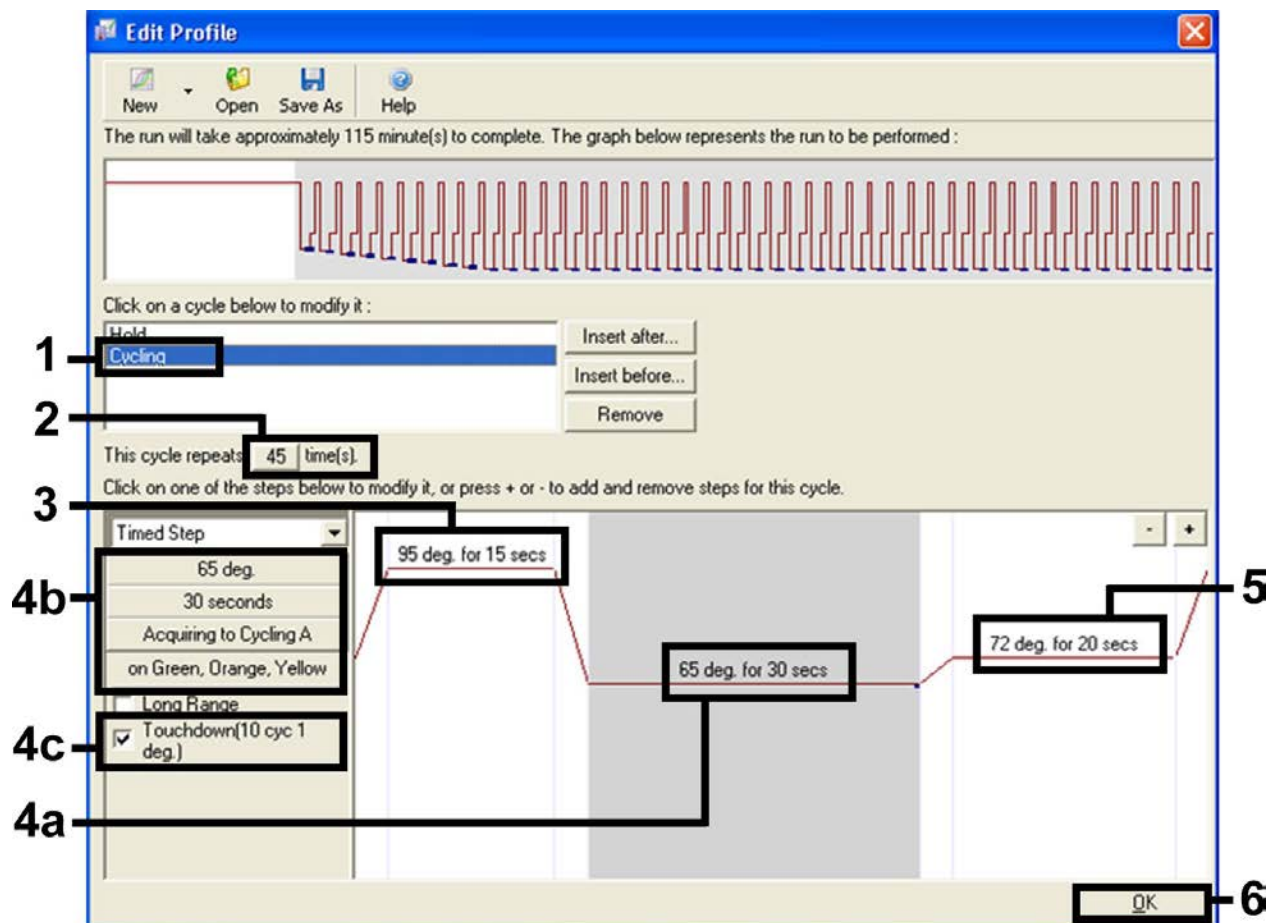 Edit Profile
New Open Save As Help
The run will take approximately 115 minute(s) to complete. The graph below represents the run to be performed :
Click on a cycle below to modify it :
Hold
1
Cycling
Insert after...
Insert before...
Remove
2
This cycle repeats 45 time(s).
Click on one of the steps below to modify it, or press + or - to add and remove steps for this cycle.
3
Timed Step
- +
95 deg. for 15 secs
4b
65 deg.
30 seconds
Acquiring to Cycling A
on Green, Orange, Yellow
5
72 deg. for 20 secs
65 deg. for 30 secs
Long Range
4c
Touchdown(10 cyc 1
deg.)
4a
OK
6